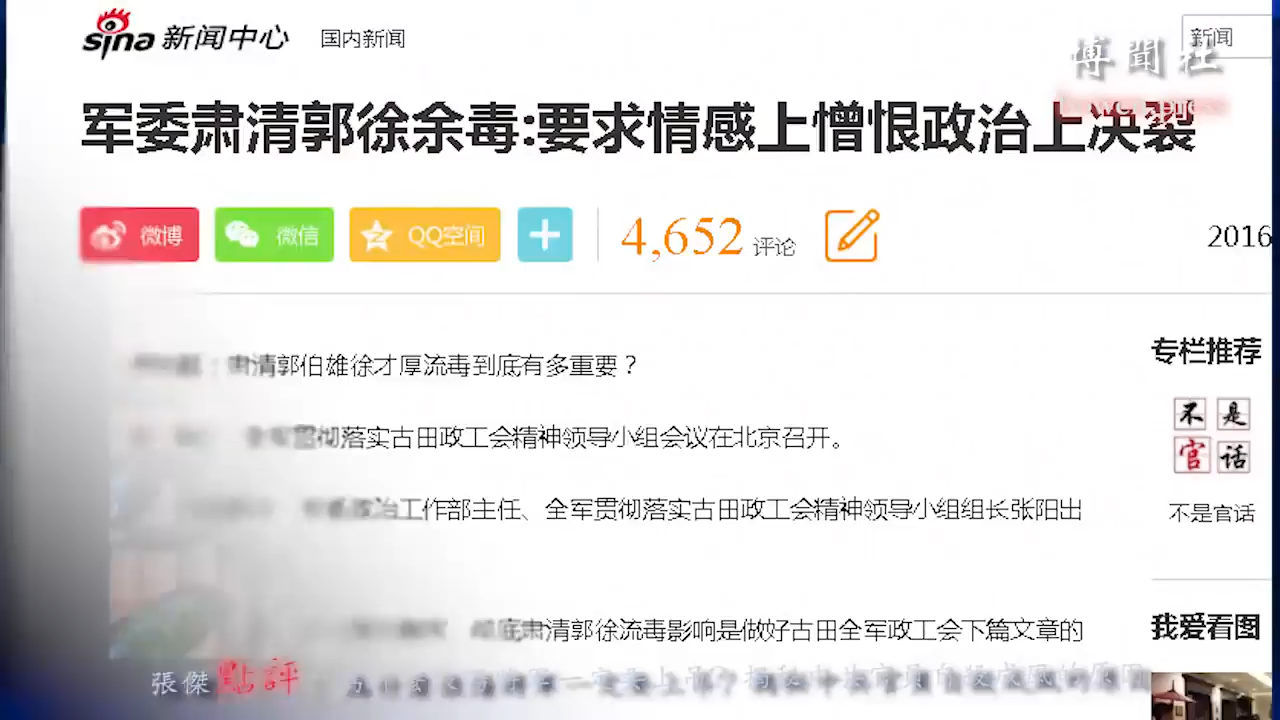 sina 新闻中心 国内新闻
新闻
博聞社
军委肃清郭徐余毒:要求情感上憎恨政治上决裂
微博 微信 QQ空间 4,652 评论
2016
肃清郭伯雄徐才厚流毒到底有多重要？
专栏推荐
全军贯彻落实古田政工会精神领导小组会议在北京召开。
不是
官话
政治工作部主任、全军贯彻落实古田政工会精神领导小组组长张阳出
不是官话
彻底肃清郭徐流毒影响是做好古田全军政工会下篇文章的
我爱看图
張傑點評